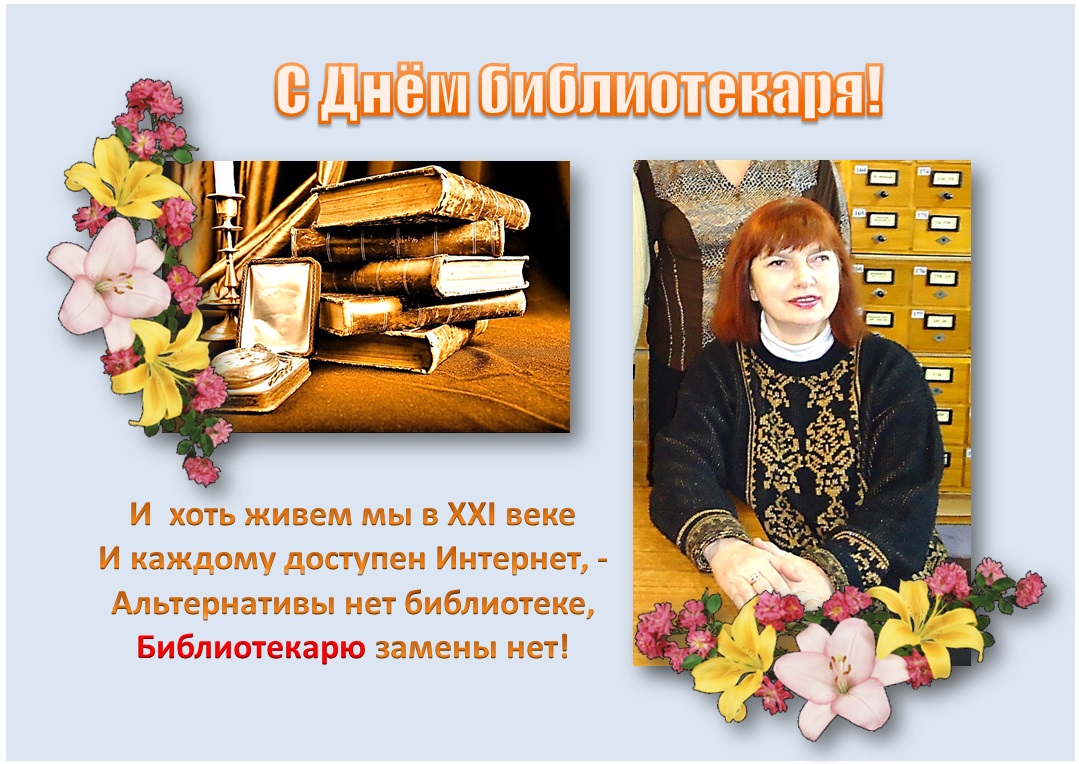 С Днём библиотекаря!
И хоть живем мы в XXI веке
И каждому доступен Интернет, -
Альтернативы нет библиотеке,
Библиотекарю замены нет!